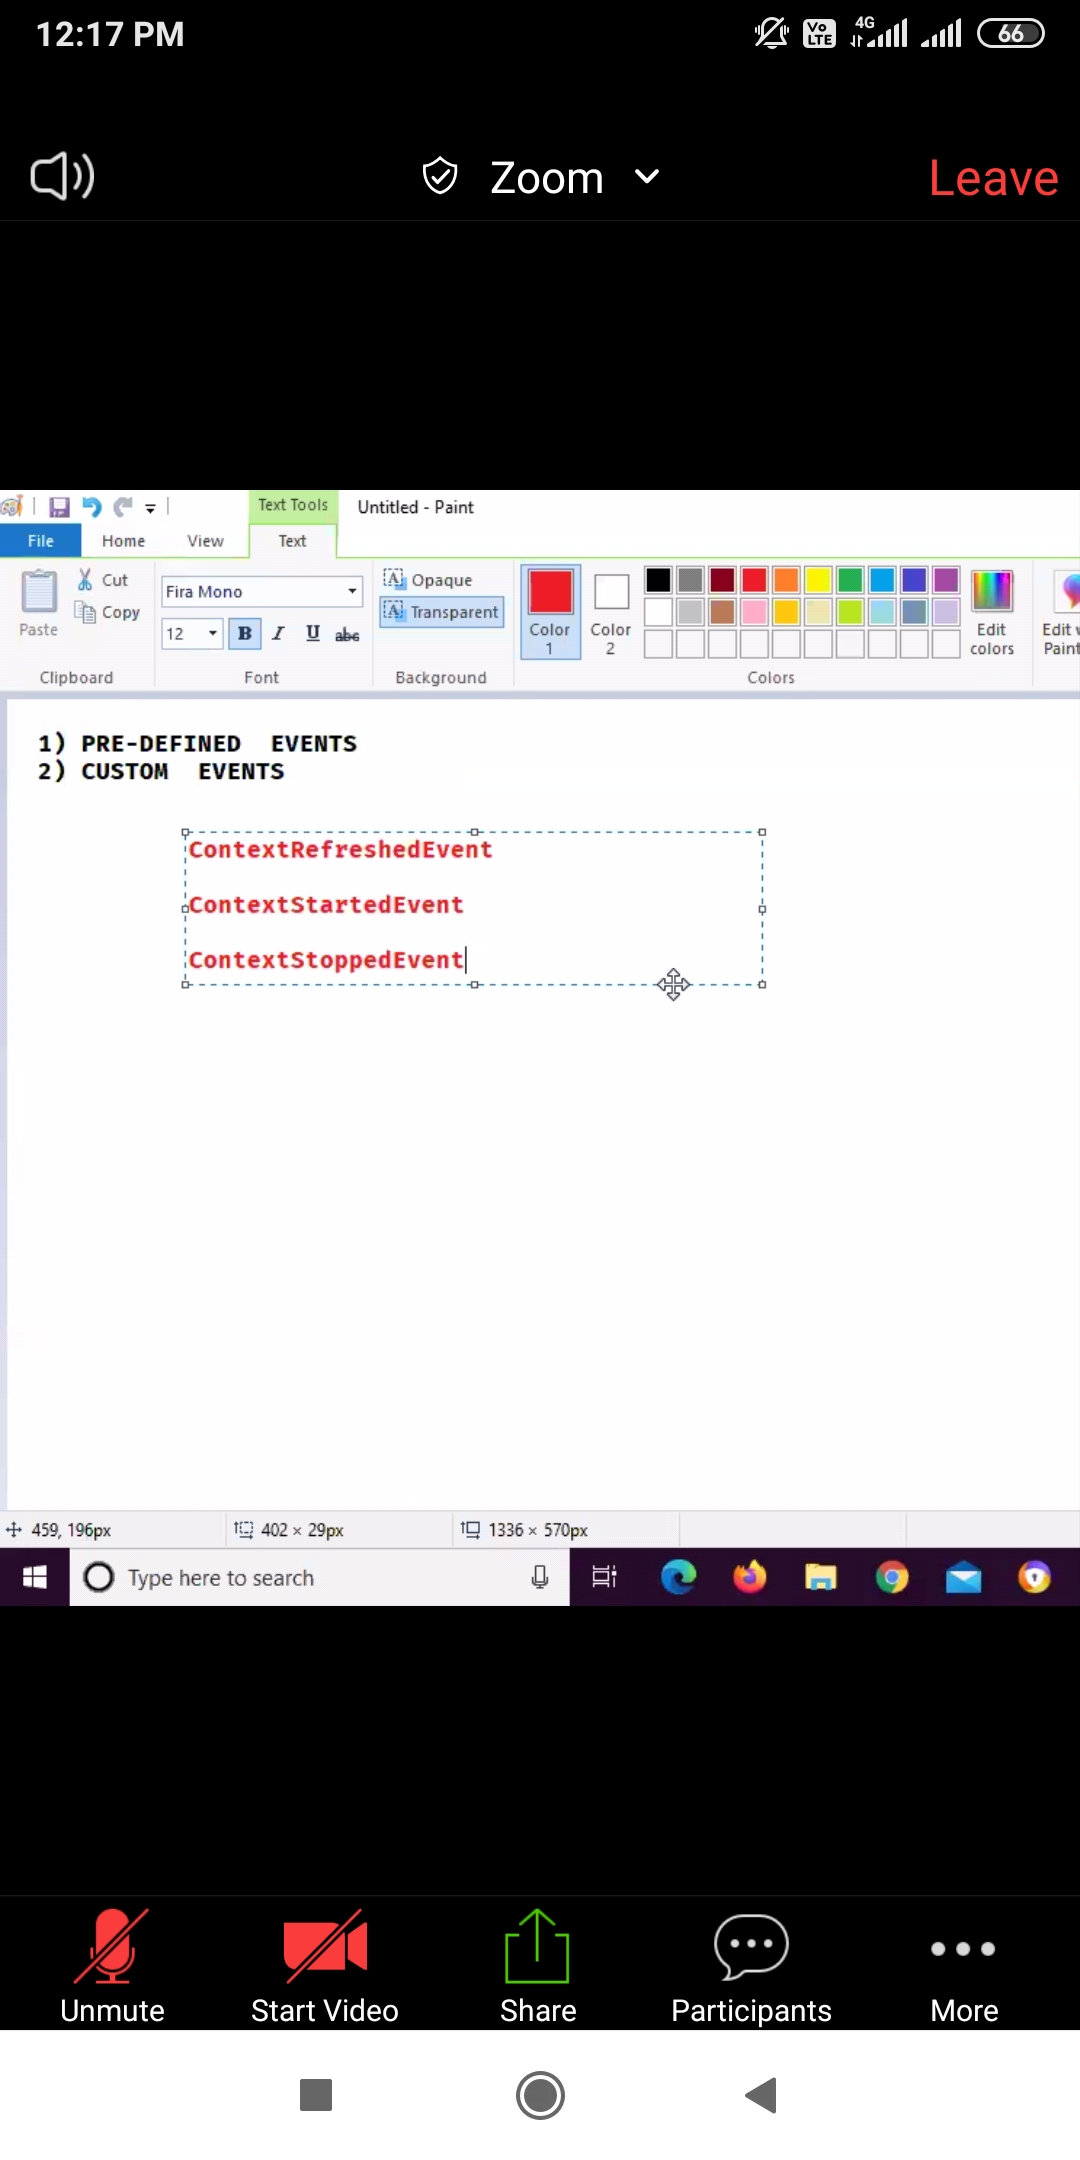 12:17 PM
Vo LTE
4G
66
Zoom
Leave
Text Tools
Untitled - Paint
File
Home
View
Text
Paste
Cut
Copy
Clipboard
Fira Mono
12
B I U abc
Font
Opaque
Transparent
Background
Color 1
Color 2
Edit colors
Colors
Edit
Paint
1) PRE-DEFINED EVENTS
2) CUSTOM EVENTS
ContextRefreshedEvent
ContextStartedEvent
ContextStoppedEvent
459, 196px
402 × 29px
1336 × 570px
Type here to search
Unmute
Start Video
Share
Participants
More